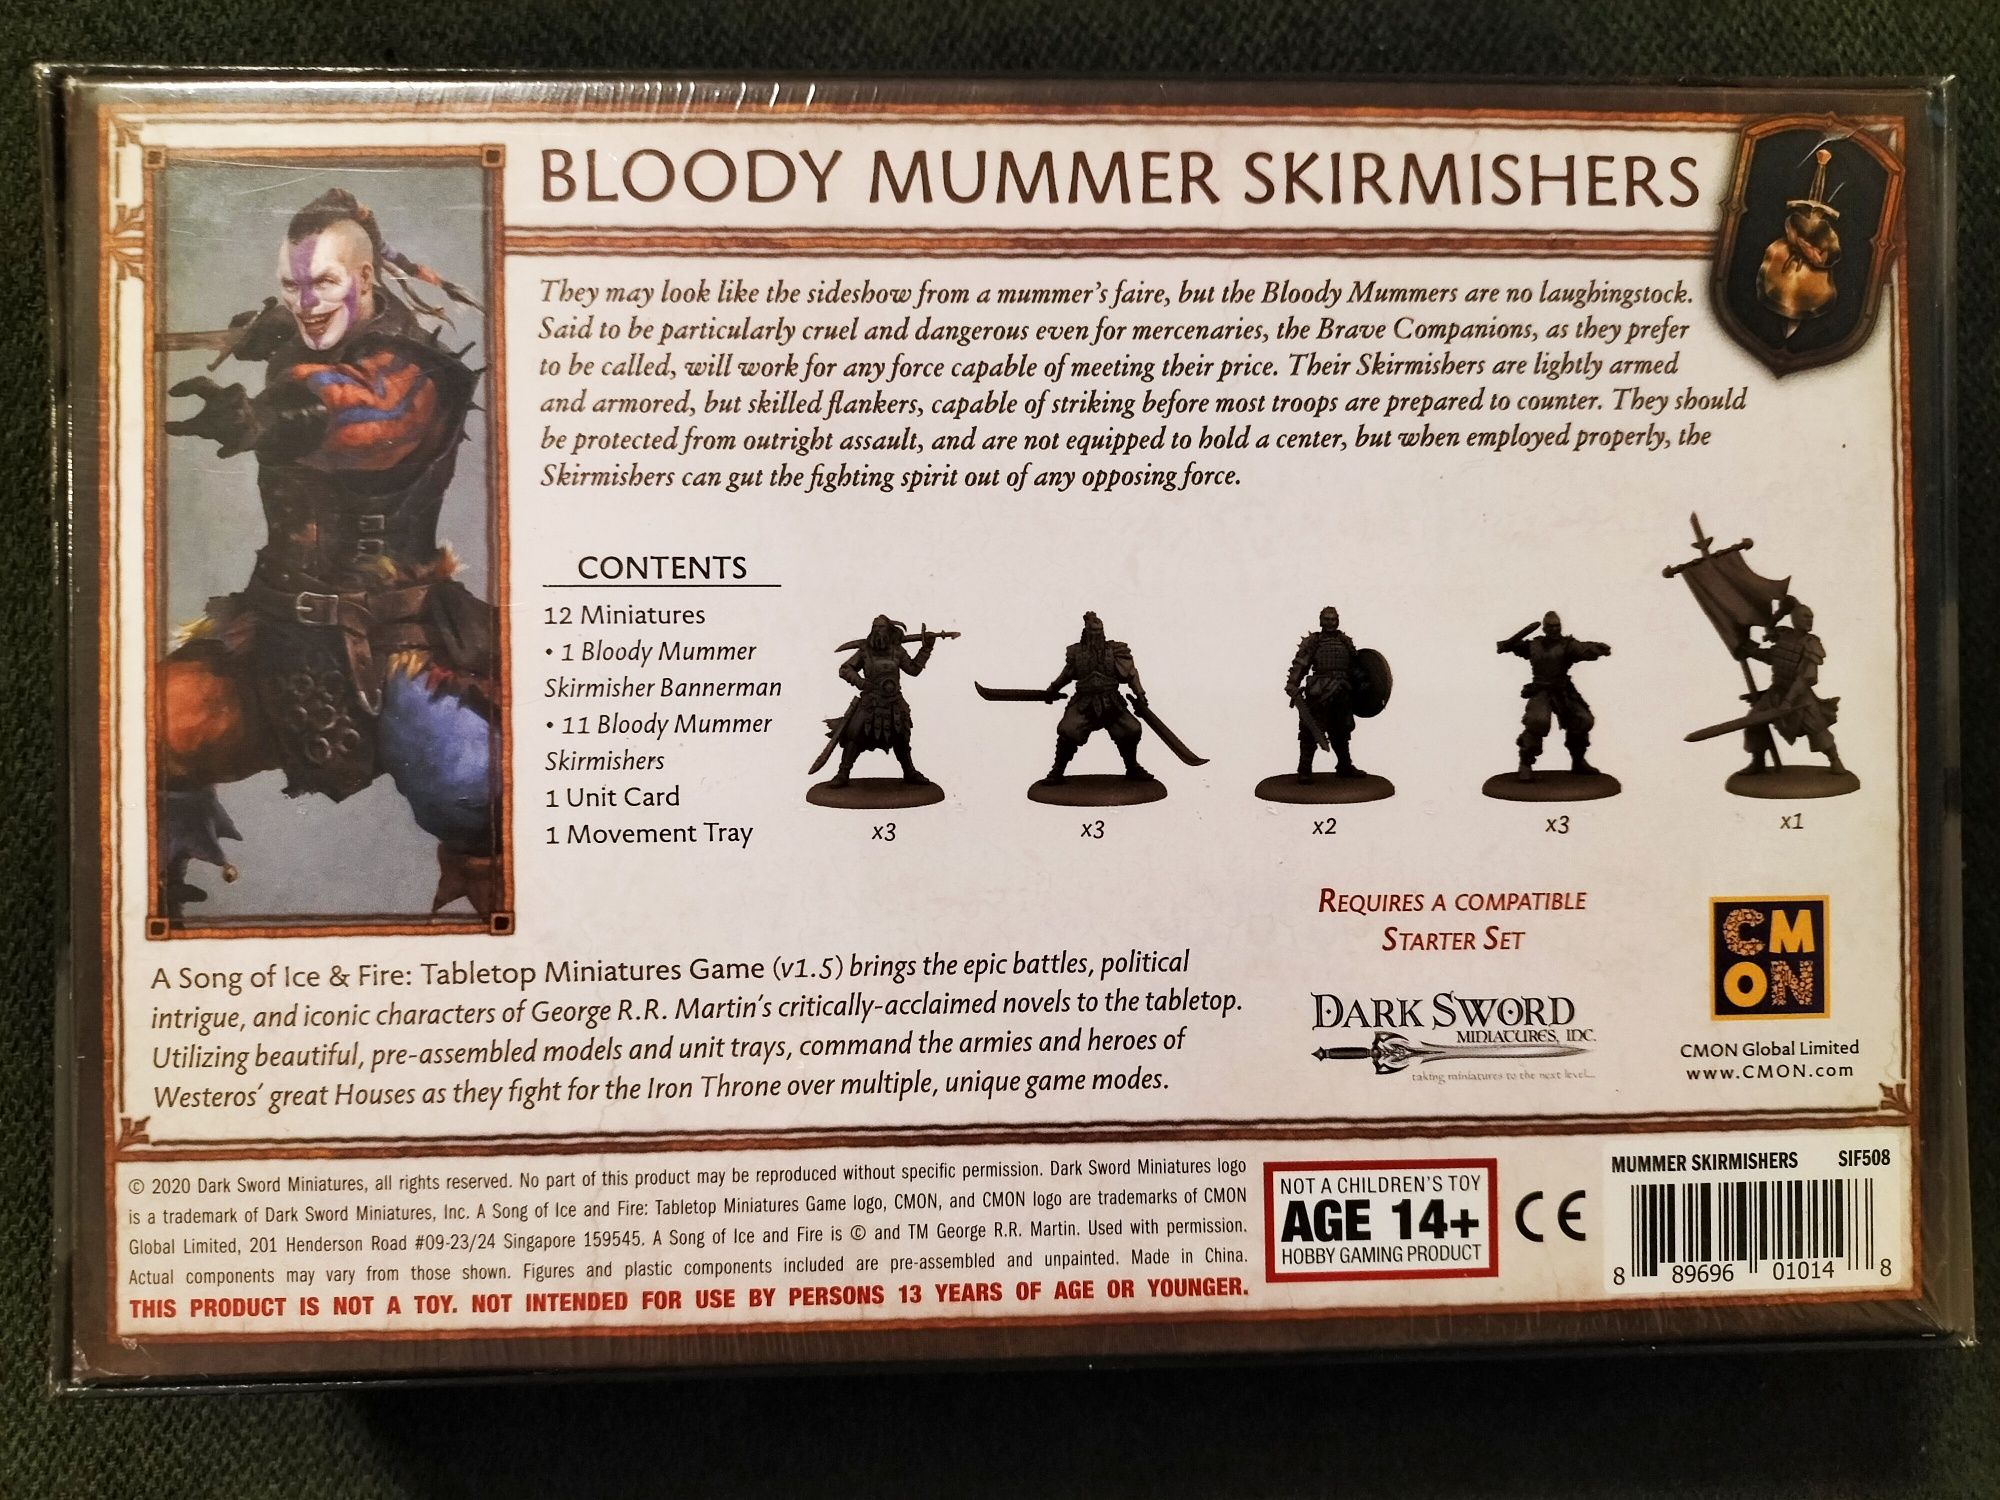 BLOODY MUMMER SKIRMISHERS
They may look like the sideshow from a mummer's faire, but the Bloody Mummers are no laughingstock.
Said to be particularly cruel and dangerous even for mercenaries, the Brave Companions, as they prefer
to be called, will work for any force capable of meeting their price. Their Skirmishers are lightly armed
and armored, but skilled flankers, capable of striking before most troops are prepared to counter. They should
be protected from outright assault, and are not equipped to hold a center, but when employed properly, the
Skirmishers can gut the fighting spirit out of any opposing force.
CONTENTS
12 Miniatures
• 1 Bloody Mummer
Skirmisher Bannerman
• 11 Bloody Mummer
Skirmishers
1 Unit Card
1 Movement Tray
x3
x3
x2
x3
x1
REQUIRES A COMPATIBLE
STARTER SET
A Song of Ice & Fire: Tabletop Miniatures Game (v1.5) brings the epic battles, political
intrigue, and iconic characters of George R.R. Martin's critically-acclaimed novels to the tabletop.
Utilizing beautiful, pre-assembled models and unit trays, command the armies and heroes of
Westeros' great Houses as they fight for the Iron Throne over multiple, unique game modes.
DARK SWORD
MINIATURES, INC.
taking miniatures to the next level...
CM
ON
CMON Global Limited
www.CMON.com
© 2020 Dark Sword Miniatures, all rights reserved. No part of this product may be reproduced without specific permission. Dark Sword Miniatures logo
is a trademark of Dark Sword Miniatures, Inc. A Song of Ice and Fire: Tabletop Miniatures Game logo, CMON, and CMON logo are trademarks of CMON
Global Limited, 201 Henderson Road #09-23/24 Singapore 159545. A Song of Ice and Fire is © and TM George R.R. Martin. Used with permission.
Actual components may vary from those shown. Figures and plastic components included are pre-assembled and unpainted. Made in China.
THIS PRODUCT IS NOT A TOY. NOT INTENDED FOR USE BY PERSONS 13 YEARS OF AGE OR YOUNGER.
NOT A CHILDREN'S TOY
AGE 14+
HOBBY GAMING PRODUCT
CE
MUMMER SKIRMISHERS SIF508
8 89696 01014 8